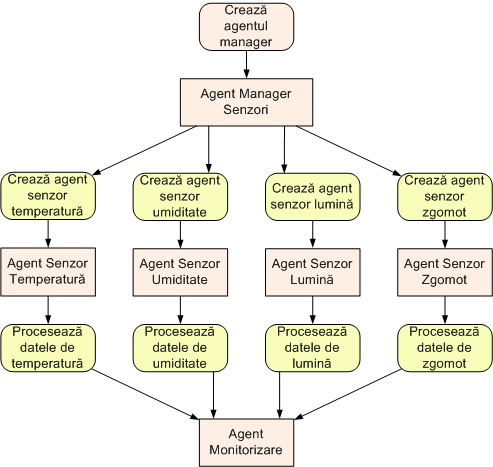 Crează
agentul
manager
Agent Manager
Senzori
Crează agent
senzor
temperatură
Crează agent
senzor
umiditate
Crează agent
senzor lumină
Crează agent
senzor
zgomot
Agent Senzor
Temperatură
Agent Senzor
Umiditate
Agent Senzor
Lumină
Agent Senzor
Zgomot
Procesează
datele de
temperatură
Procesează
datele de
umiditate
Procesează
datele de
lumină
Procesează
datele de
zgomot
Agent
Monitorizare